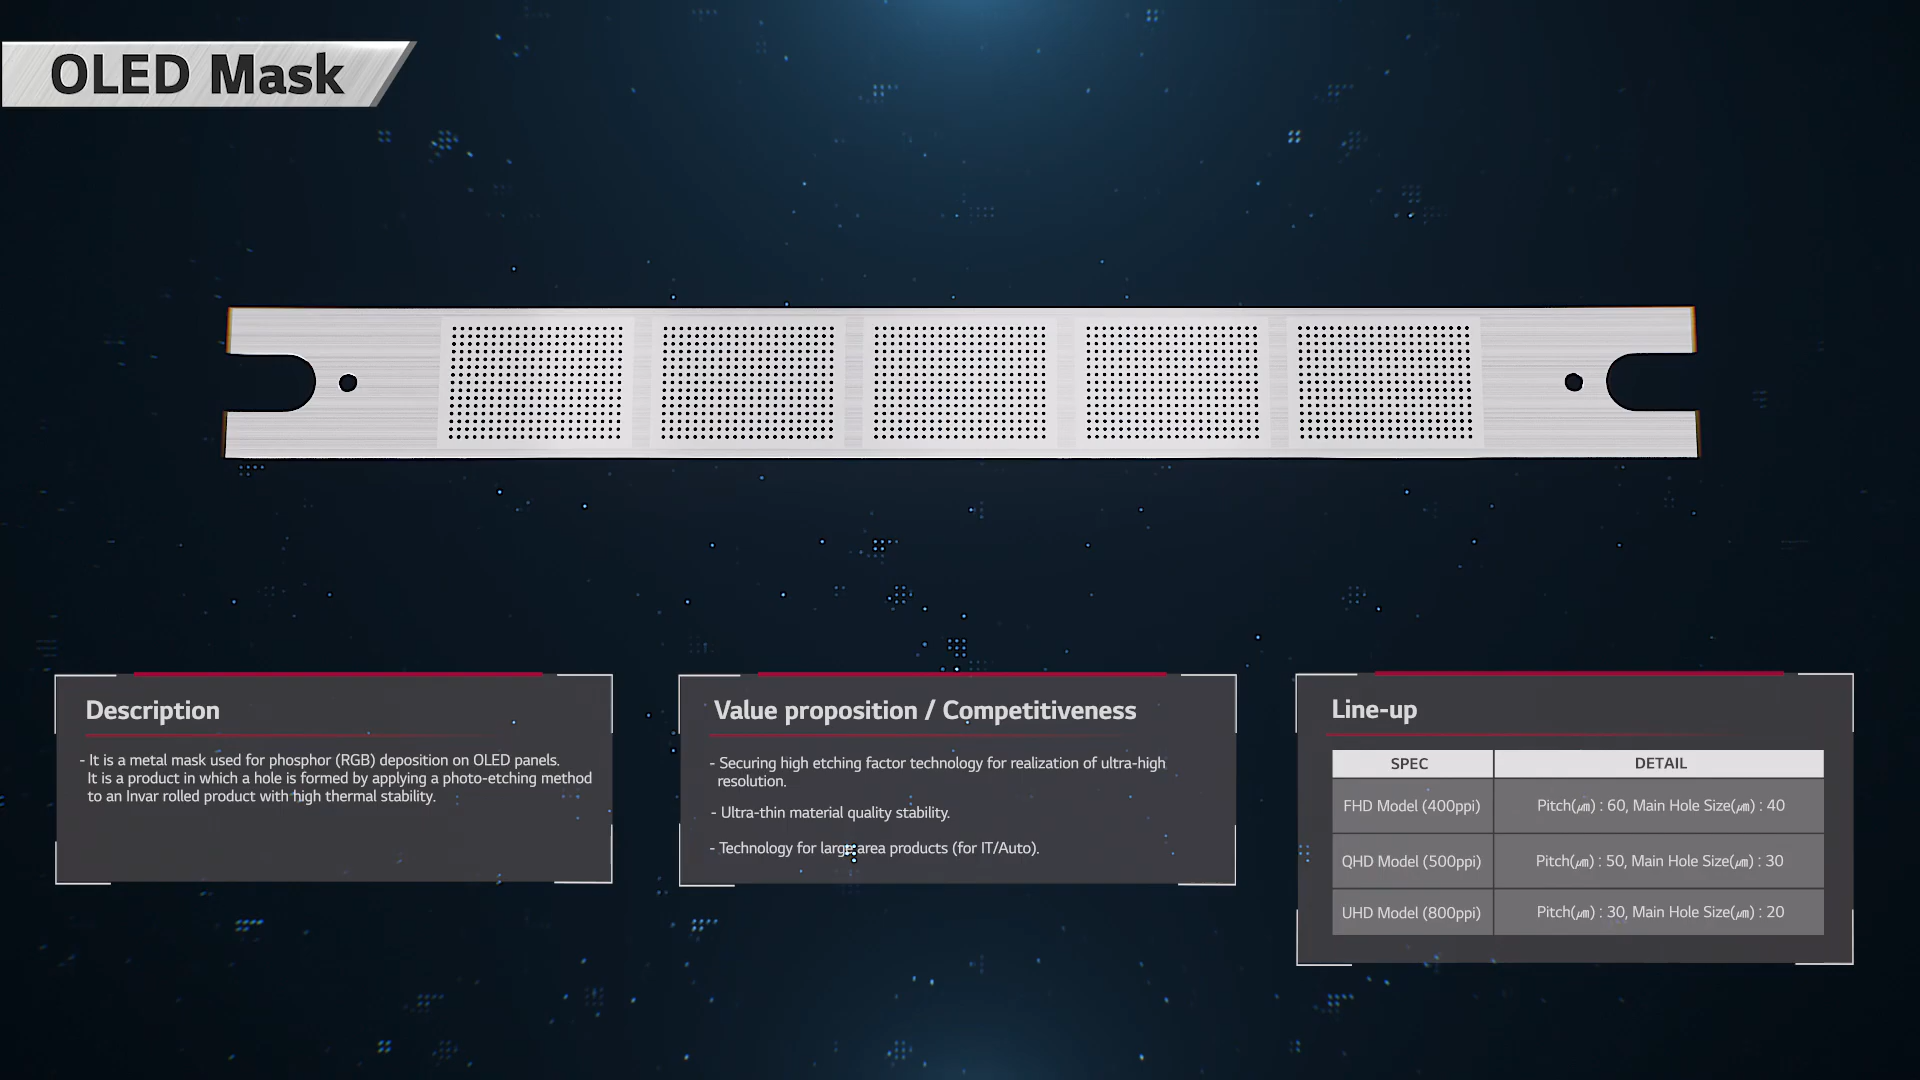 OLED Mask
Description
- It is a metal mask used for phosphor (RGB) deposition on OLED panels.
It is a product in which a hole is formed by applying a photo-etching method
to an Invar rolled product with high thermal stability.
Value proposition / Competitiveness
- Securing high etching factor technology for realization of ultra-high
resolution.
- Ultra-thin material quality stability.
- Technology for large area products (for IT/Auto).
Line-up
SPEC DETAIL
FHD Model (400ppi) Pitch(㎛) : 60, Main Hole Size(㎛) : 40
QHD Model (500ppi) Pitch(㎛) : 50, Main Hole Size(㎛) : 30
UHD Model (800ppi) Pitch(㎛) : 30, Main Hole Size(㎛) : 20